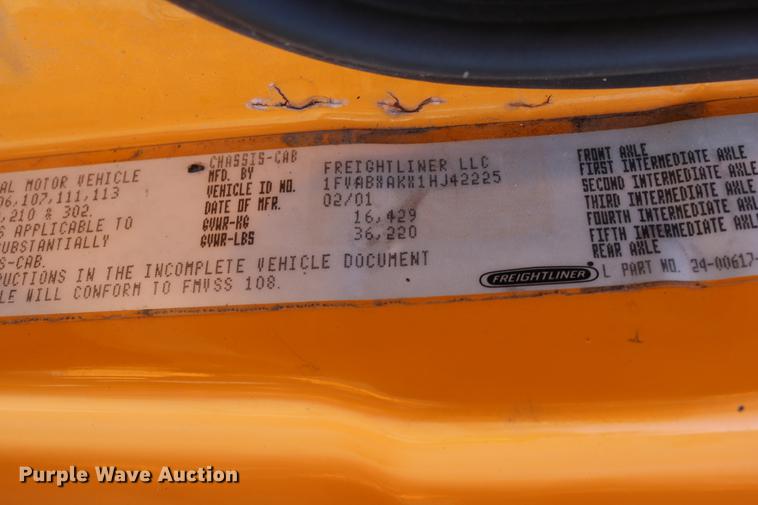 CHASSIS-CAB
MFD. BY FREIGHTLINER LLC
VEHICLE ID NO. 1FVABXAKX1HJ42225
DATE OF MFR. 02/01
GVWR-KG 16,429
GVWR-LBS 36,220
AL MOTOR VEHICLE
06,107,111,113
,210 & 302.
S APPLICABLE TO
SUBSTANTIALLY
S-CAB.
UCTIONS IN THE INCOMPLETE VEHICLE DOCUMENT
LE WILL CONFORM TO FMVSS 108.
FRONT AXLE
FIRST INTERMEDIATE AXLE
SECOND INTERMEDIATE AXLE
THIRD INTERMEDIATE AXLE
FOURTH INTERMEDIATE AXLE
FIFTH INTERMEDIATE AXLE
REAR AXLE
FREIGHTLINER L PART NO. 24-00617-
Purple Wave Auction